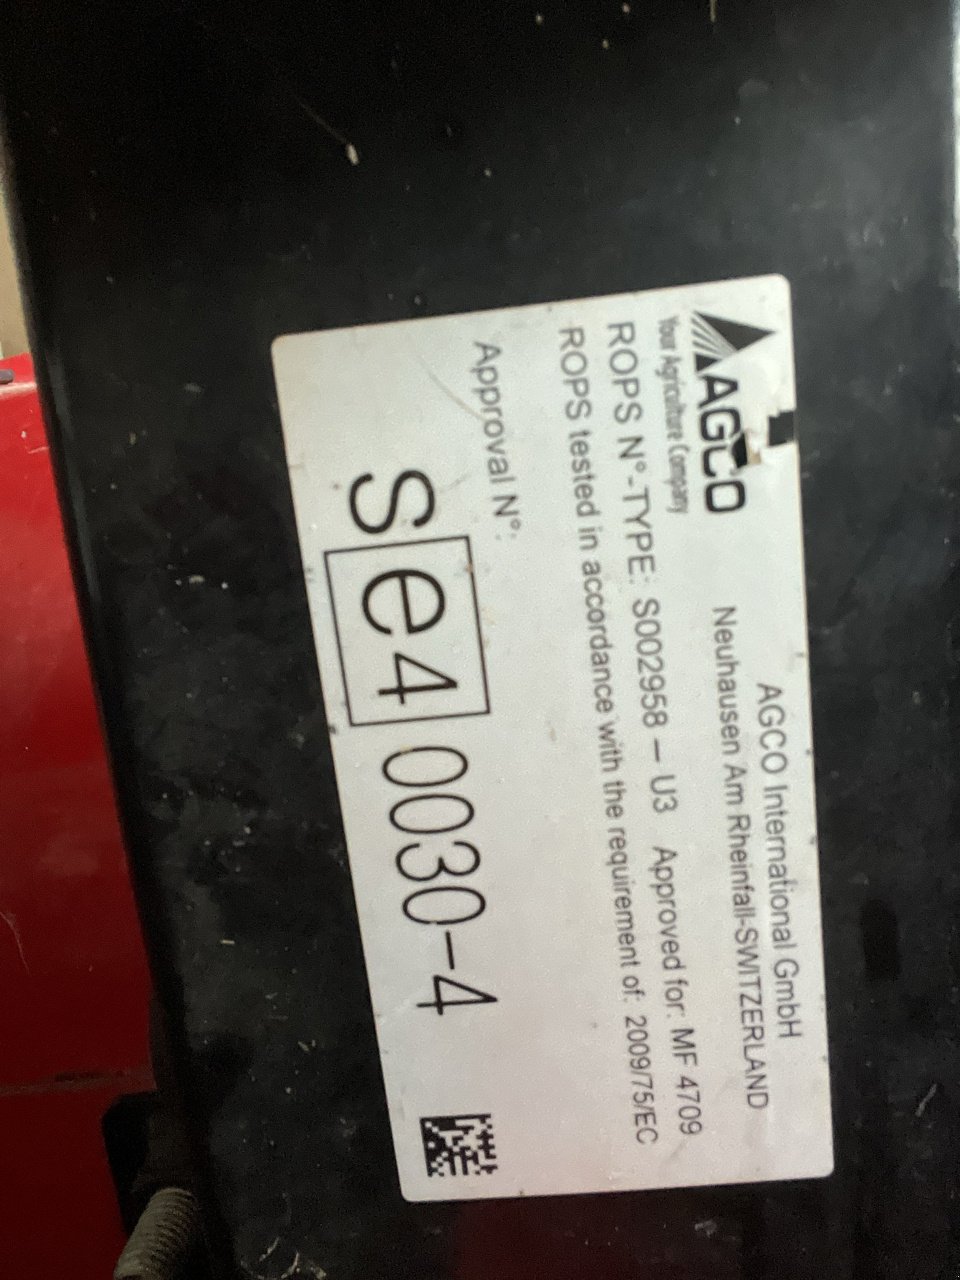 AGCO
Your Agriculture Company
AGCO International GmbH
Neuhausen Am Rheinfall-SWITZERLAND
ROPS N°-TYPE: S002958 – U3 Approved for: MF 4709
ROPS tested in accordance with the requirement of: 2009/75/EC
Approval N°:
S e4 0030-4